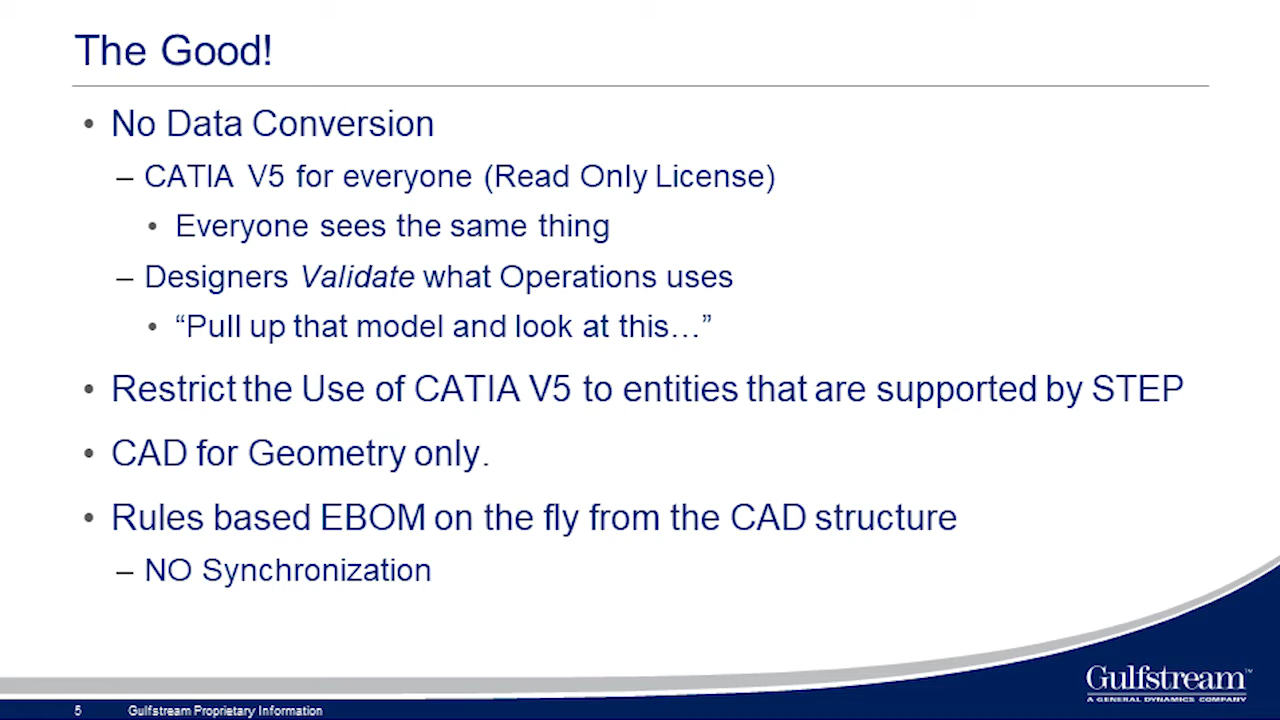 The Good!
• No Data Conversion
– CATIA V5 for everyone (Read Only License)
• Everyone sees the same thing
– Designers Validate what Operations uses
• “Pull up that model and look at this…”
• Restrict the Use of CATIA V5 to entities that are supported by STEP
• CAD for Geometry only.
• Rules based EBOM on the fly from the CAD structure
– NO Synchronization
Gulfstream™
A GENERAL DYNAMICS COMPANY
5 Gulfstream Proprietary Information